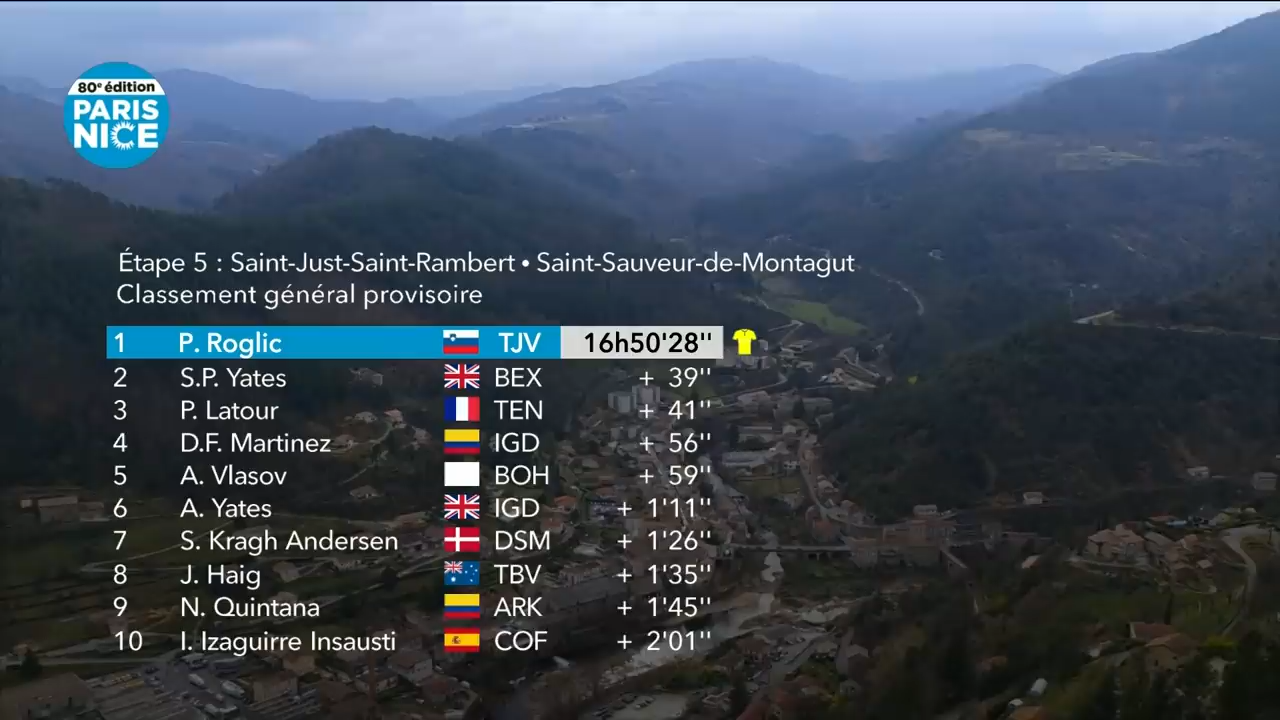 80e édition
PARIS
NICE
Étape 5 : Saint-Just-Saint-Rambert • Saint-Sauveur-de-Montagut
Classement général provisoire
1 P. Roglic TJV 16h50'28''
2 S.P. Yates BEX + 39''
3 P. Latour TEN + 41''
4 D.F. Martinez IGD + 56''
5 A. Vlasov BOH + 59''
6 A. Yates IGD + 1'11''
7 S. Kragh Andersen DSM + 1'26''
8 J. Haig TBV + 1'35''
9 N. Quintana ARK + 1'45''
10 I. Izaguirre Insausti COF + 2'01''